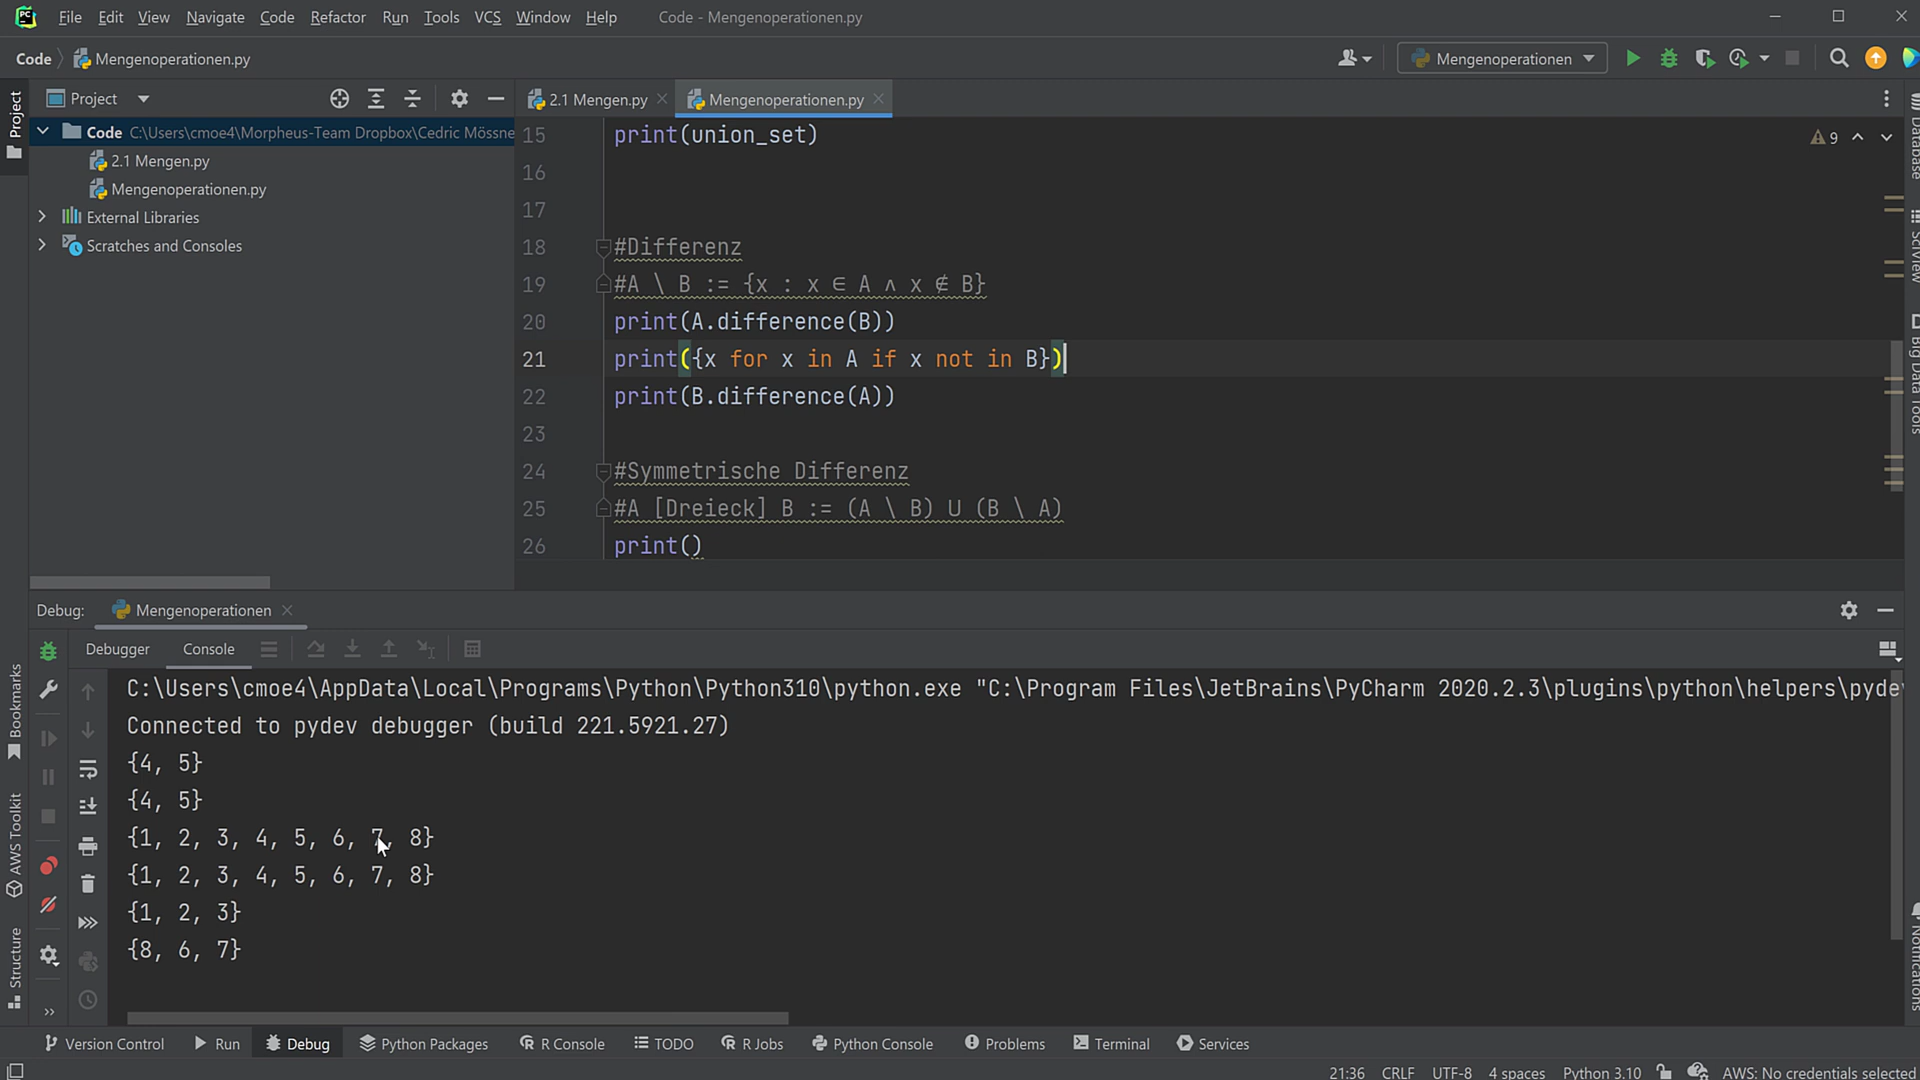 File Edit View Navigate Code Refactor Run Tools VCS Window Help Code - Mengenoperationen.py
Code Mengenoperationen.py Mengenoperationen
Project
Project
2.1 Mengen.py
Mengenoperationen.py
Code C:\Users\cmoe4\Morpheus-Team Dropbox\Cedric Mössne
2.1 Mengen.py
Mengenoperationen.py
External Libraries
Scratches and Consoles
15 print(union_set)
9
16
17
18 #Differenz
19 #A \ B := {x : x ∈ A ∧ x ∉ B}
20 print(A.difference(B))
21 print({x for x in A if x not in B})
22 print(B.difference(A))
23
24 #Symmetrische Differenz
25 #A [Dreieck] B := (A \ B) ∪ (B \ A)
26 print()
Database
SciView
Big Data Tools
Notifications
Debug: Mengenoperationen
Debugger Console
C:\Users\cmoe4\AppData\Local\Programs\Python\Python310\python.exe "C:\Program Files\JetBrains\PyCharm 2020.2.3\plugins\python\helpers\pyde
Connected to pydev debugger (build 221.5921.27)
{4, 5}
{4, 5}
{1, 2, 3, 4, 5, 6, 7, 8}
{1, 2, 3, 4, 5, 6, 7, 8}
{1, 2, 3}
{8, 6, 7}
Bookmarks
AWS Toolkit
Structure
Version Control Run Debug Python Packages R Console TODO R Jobs Python Console Problems Terminal Services
21:36 CRLF UTF-8 4 spaces Python 3.10 AWS: No credentials selected